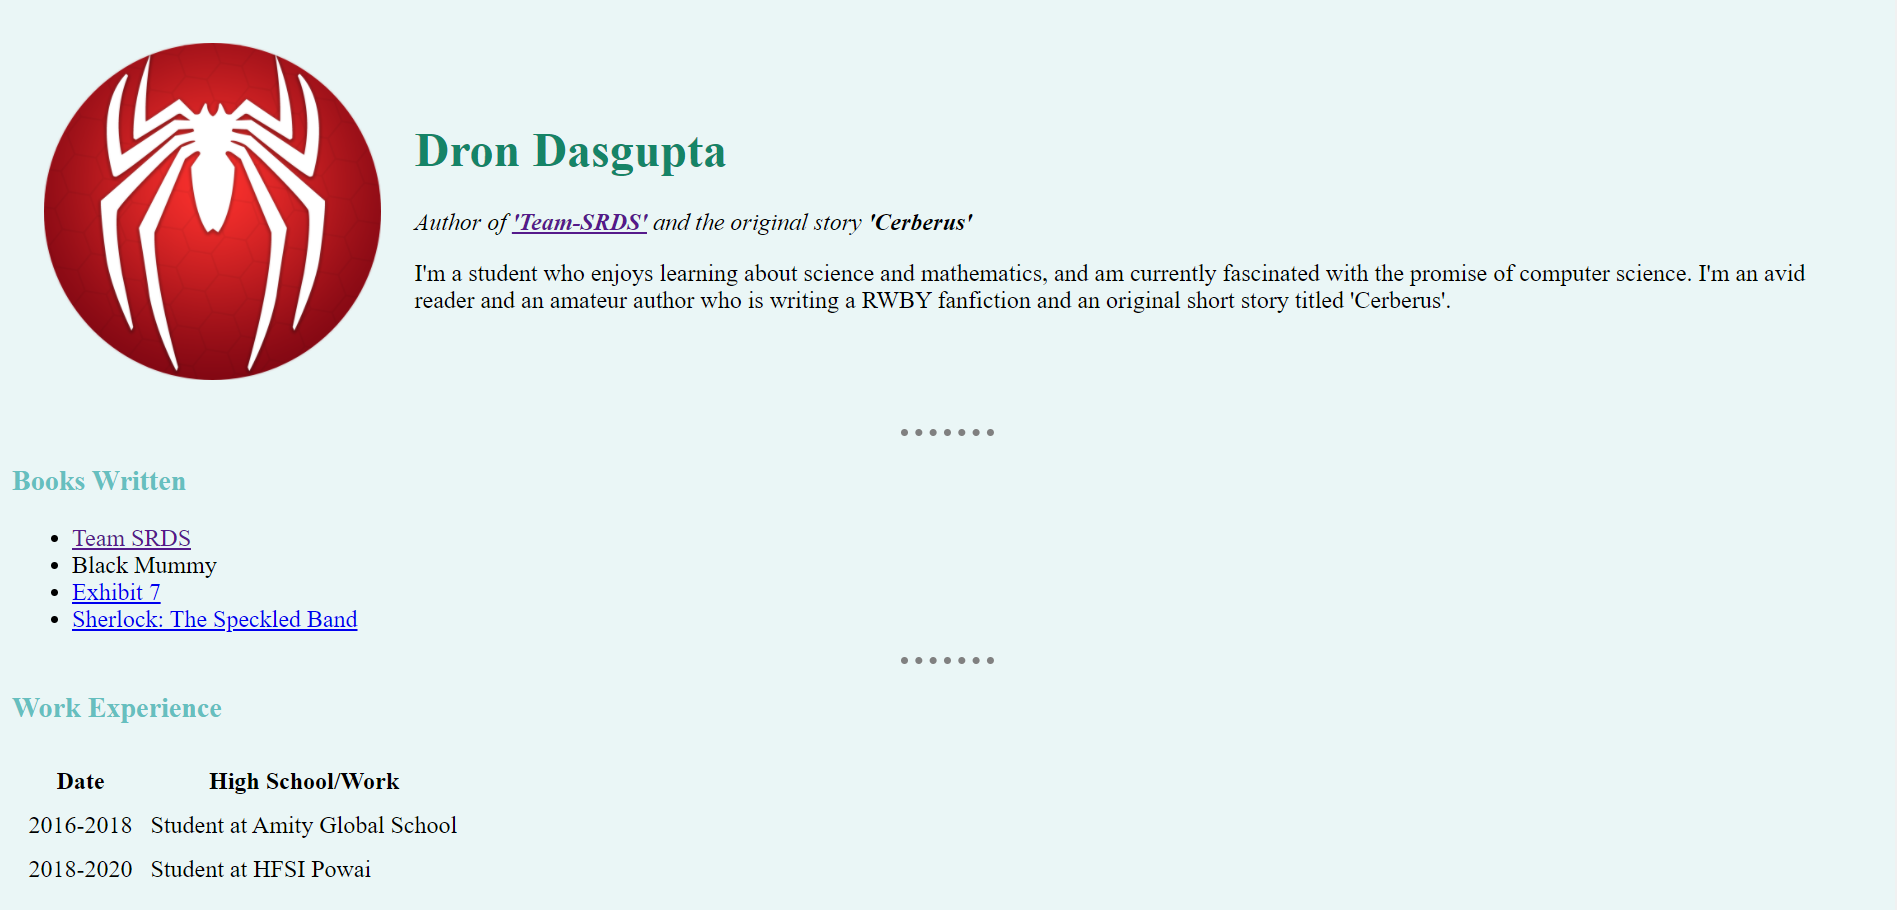 Dron Dasgupta
Author of 'Team-SRDS' and the original story 'Cerberus'
I'm a student who enjoys learning about science and mathematics, and am currently fascinated with the promise of computer science. I'm an avid
reader and an amateur author who is writing a RWBY fanfiction and an original short story titled 'Cerberus'.
Books Written
Team SRDS
Black Mummy
Exhibit 7
Sherlock: The Speckled Band
Work Experience
Date High School/Work
2016-2018 Student at Amity Global School
2018-2020 Student at HFSI Powai